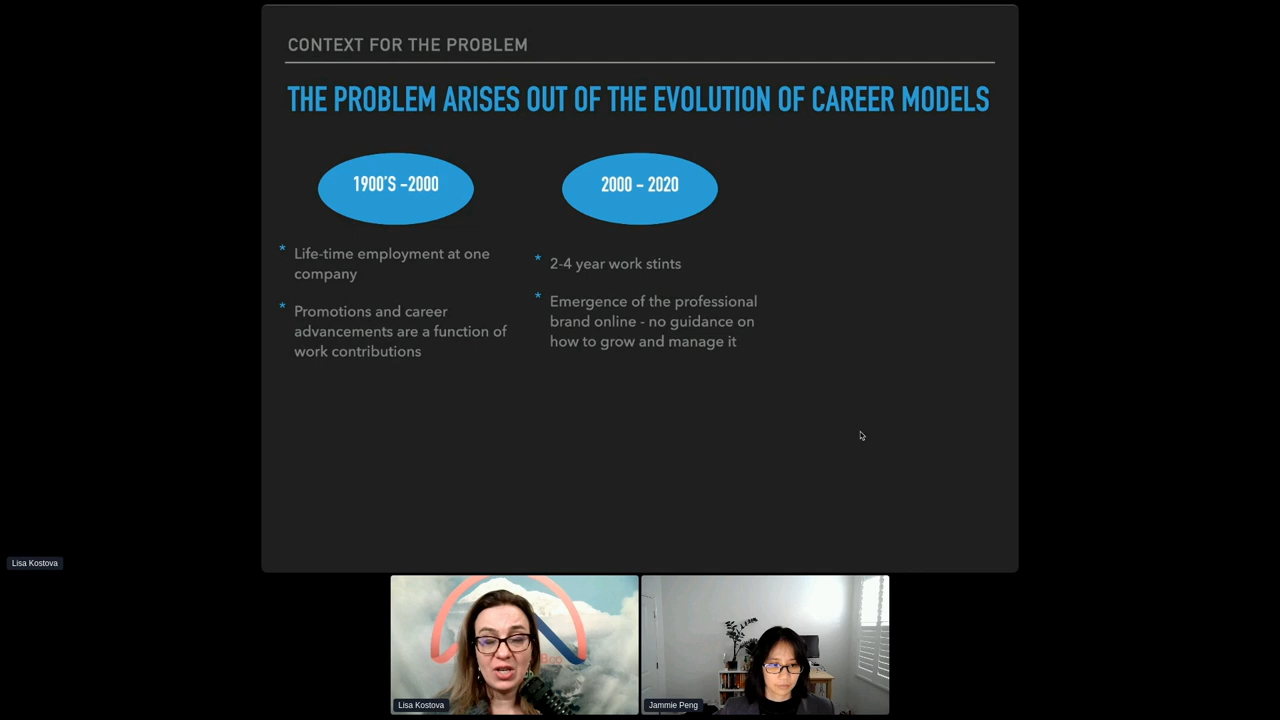 CONTEXT FOR THE PROBLEM
THE PROBLEM ARISES OUT OF THE EVOLUTION OF CAREER MODELS
1900'S -2000
* Life-time employment at one
company
* Promotions and career
advancements are a function of
work contributions
2000 - 2020
* 2-4 year work stints
* Emergence of the professional
brand online - no guidance on
how to grow and manage it
Lisa Kostova
Lisa Kostova
Jammie Peng